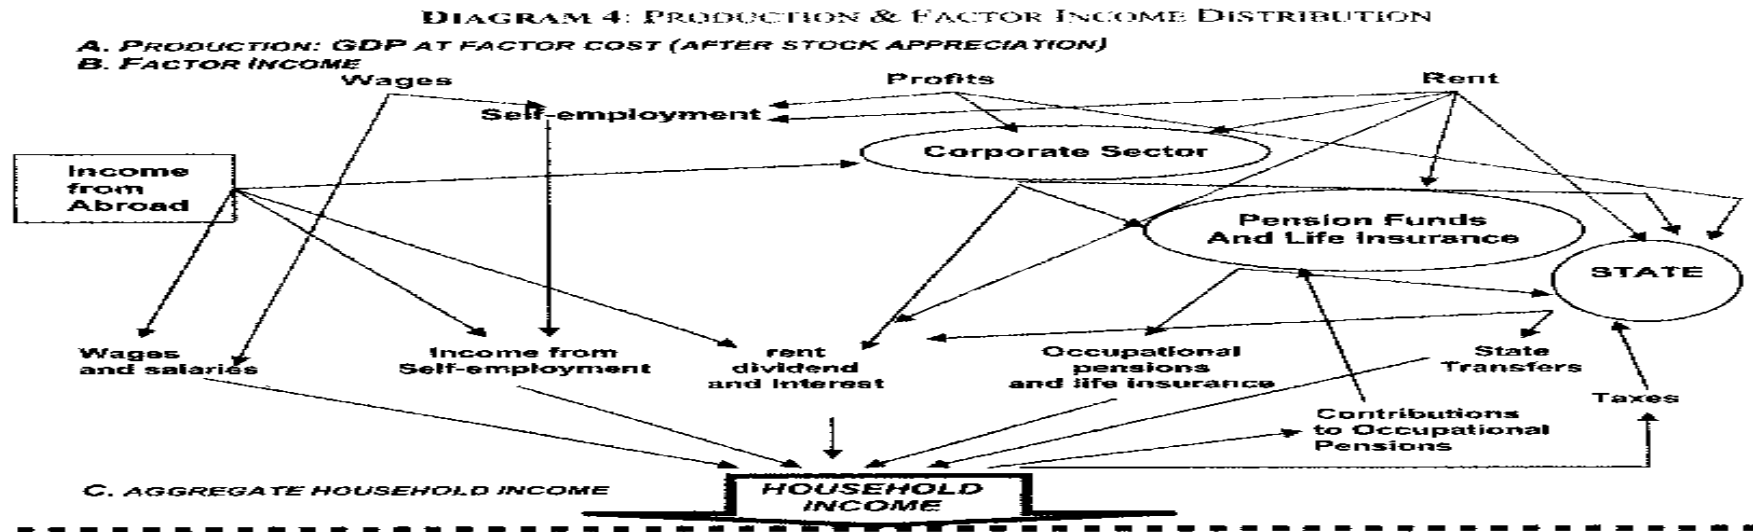 DIAGRAM 4: PRODUCTION & FACTOR INCOME DISTRIBUTION
A. PRODUCTION: GDP AT FACTOR COST (AFTER STOCK APPRECIATION)
B. FACTOR INCOME
Wages
Profits
Rent
Self-employment
Corporate Sector
Income
from
Abroad
Pension Funds
And Life Insurance
STATE
Wages
and salaries
Income from
Self-employment
rent
dividend
and Interest
Occupational
pensions
and life insurance
State
Transfers
Taxes
Contributions
to Occupational
Pensions
C. AGGREGATE HOUSEHOLD INCOME
HOUSEHOLD
INCOME